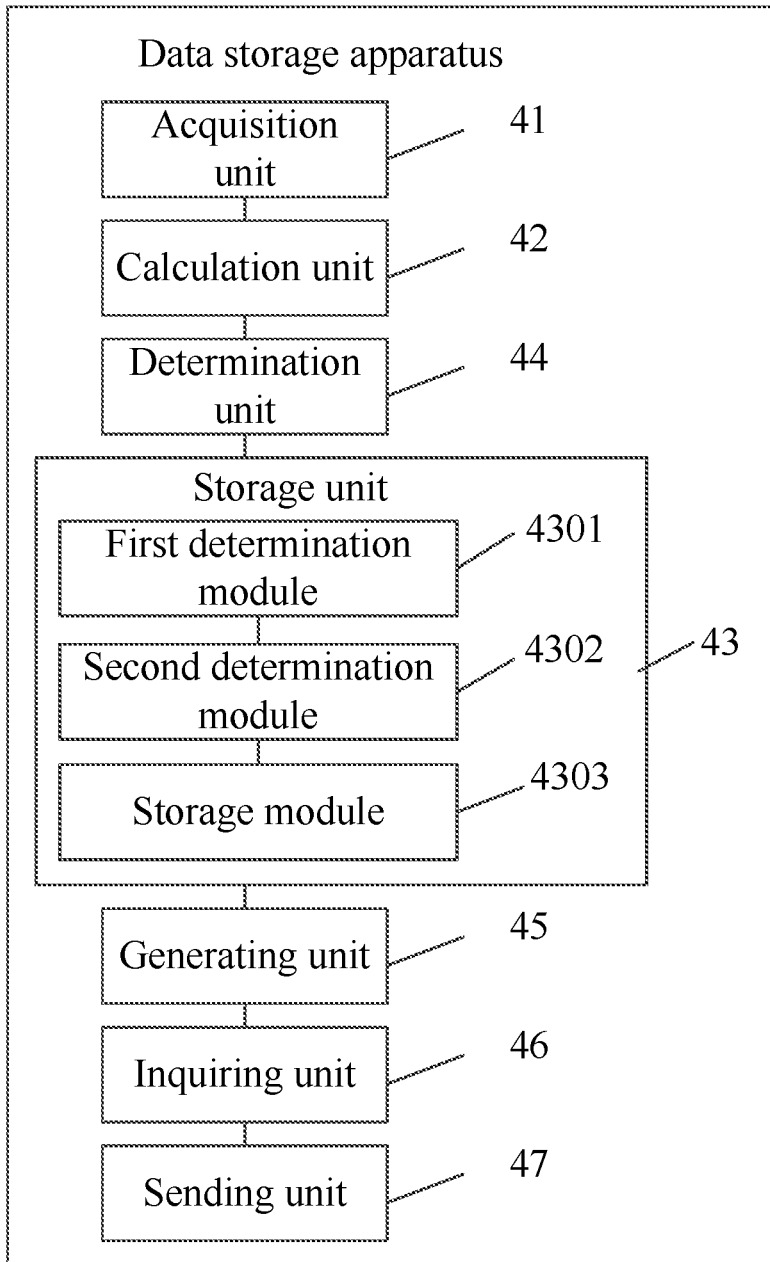 Data storage apparatus
Acquisition
unit
41
Calculation unit
42
Determination
unit
44
Storage unit
First determination
module
4301
Second determination
module
4302
43
Storage module
4303
Generating unit
45
Inquiring unit
46
Sending unit
47